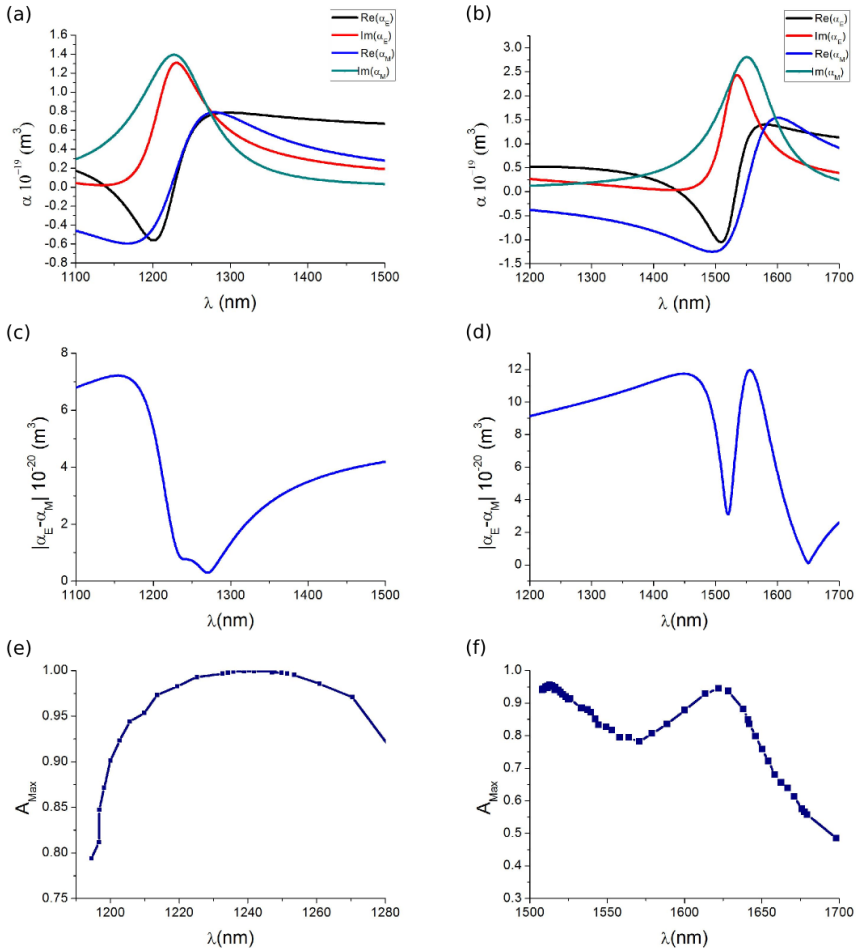 (a)
Re(α_E)
Im(α_E)
Re(α_M)
Im(α_M)
α 10^-19 (m^3)
1.6
1.4
1.2
1.0
0.8
0.6
0.4
0.2
0.0
-0.2
-0.4
-0.6
-0.8
1100 1200 1300 1400 1500
λ (nm)
(b)
Re(α_E)
Im(α_E)
Re(α_M)
Im(α_M)
α 10^-19 (m^3)
3.0
2.5
2.0
1.5
1.0
0.5
0.0
-0.5
-1.0
-1.5
1200 1300 1400 1500 1600 1700
λ (nm)
(c)
|α_E-α_M| 10^-20 (m^3)
8
6
4
2
0
1100 1200 1300 1400 1500
λ(nm)
(d)
|α_E-α_M| 10^-20 (m^3)
12
10
8
6
4
2
0
1200 1300 1400 1500 1600 1700
λ(nm)
(e)
A_Max
1.00
0.95
0.90
0.85
0.80
0.75
1200 1220 1240 1260 1280
λ(nm)
(f)
A_Max
1.0
0.9
0.8
0.7
0.6
0.5
0.4
0.3
1500 1550 1600 1650 1700
λ(nm)